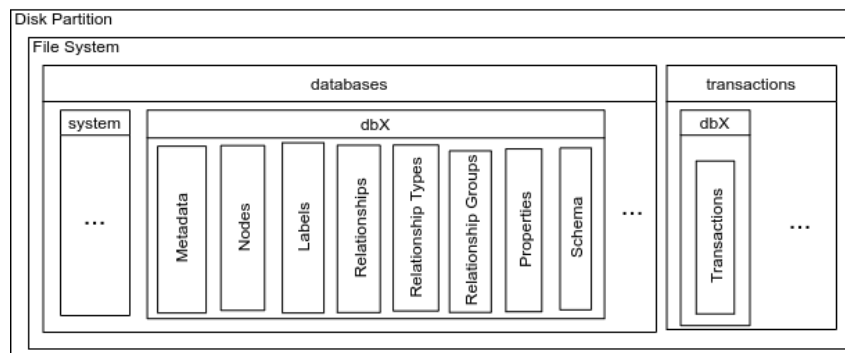 Disk Partition
File System
databases
transactions
system
dbX
dbX
...
Metadata
Nodes
Labels
Relationships
Relationship Types
Relationship Groups
Properties
Schema
...
Transactions
...